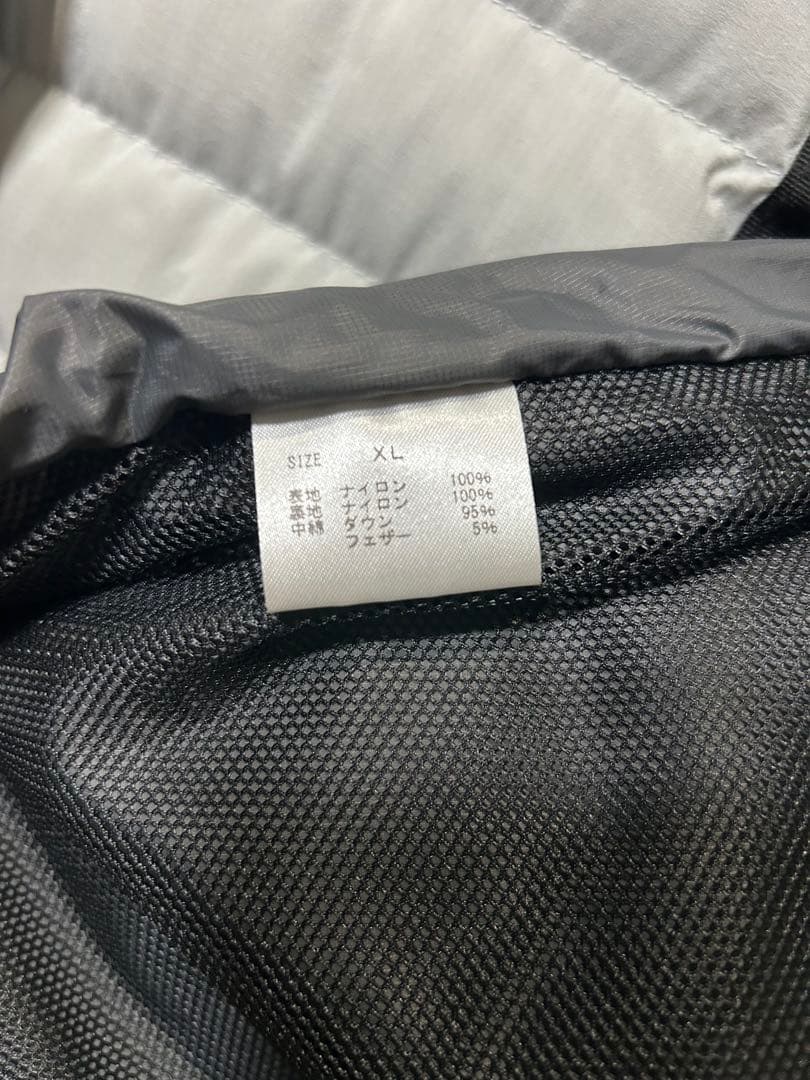 SIZE XL
表地 ナイロン 100%
裏地 ナイロン 100%
中綿 ダウン 95%
フェザー 5%